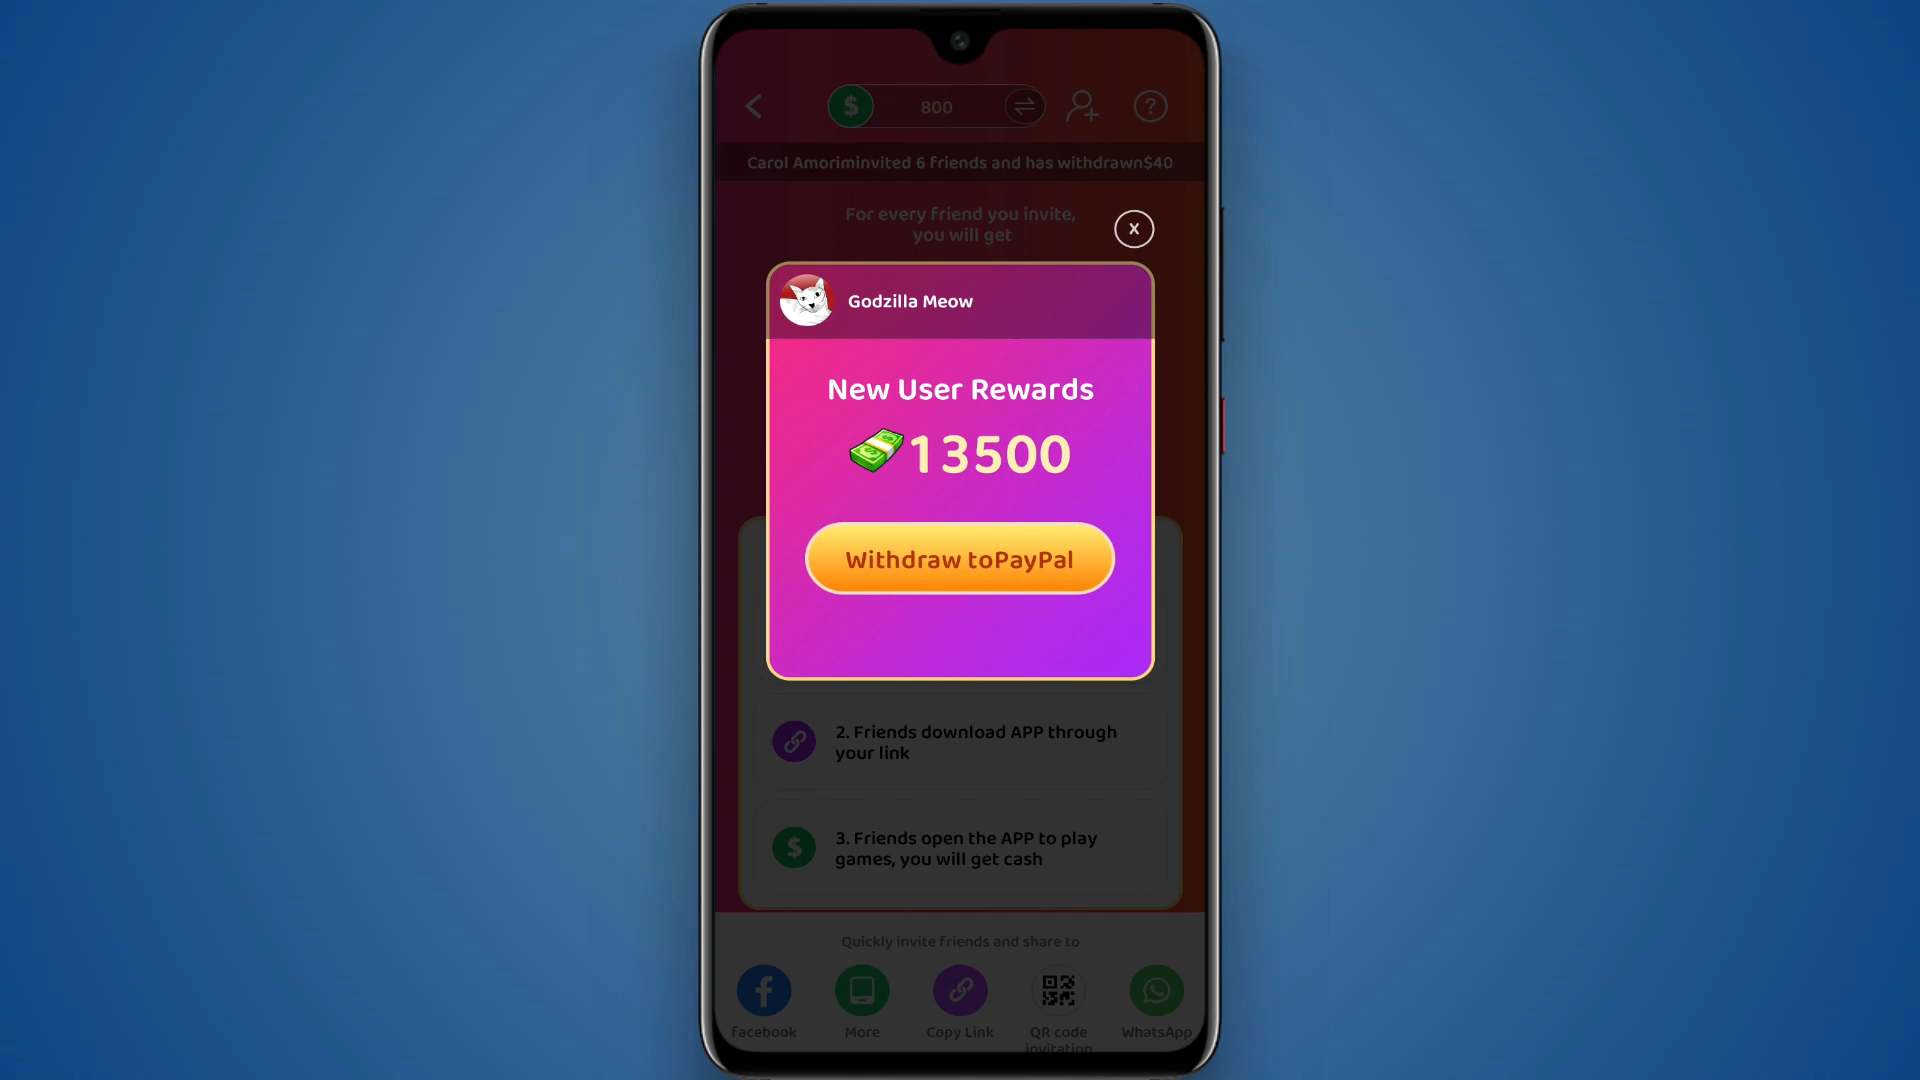 800
Carol Amoriminvited 6 friends and has withdrawn$40
For every friend you invite,
you will get
x
Godzilla Meow
New User Rewards
13500
Withdraw toPayPal
2. Friends download APP through
your link
3. Friends open the APP to play
games, you will get cash
Quickly invite friends and share to
facebook
More
Copy Link
QR code
invitation
WhatsApp